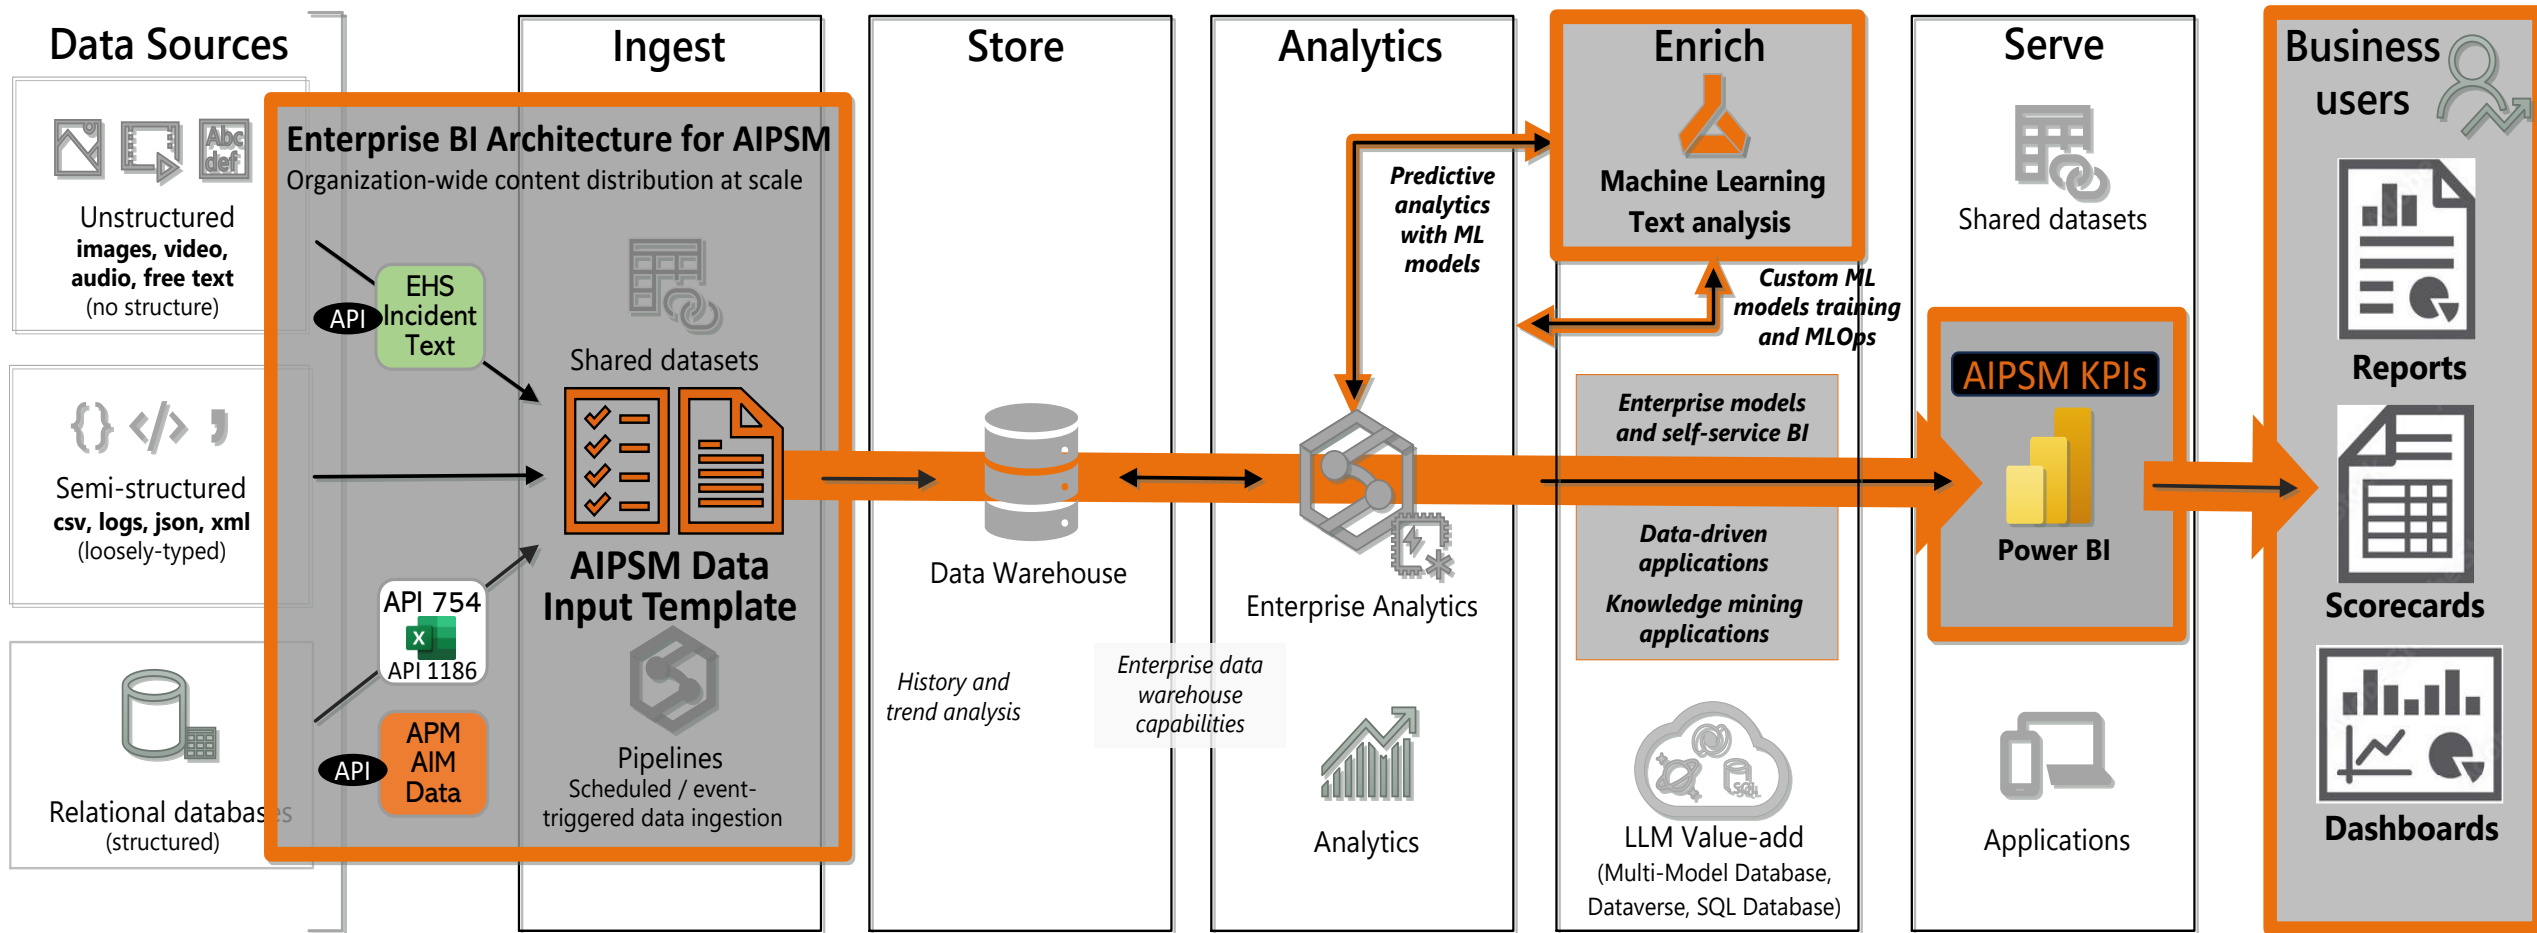 Data Sources
Unstructured
images, video,
audio, free text
(no structure)
Semi-structured
csv, logs, json, xml
(loosely-typed)
Relational databases
(structured)
Abc
def
Ingest
Enterprise BI Architecture for AIPSM
Organization-wide content distribution at scale
API
EHS
Incident
Text
Shared datasets
AIPSM Data
Input Template
API 754
X
API 1186
API
APM
AIM
Data
Pipelines
Scheduled / event-
triggered data ingestion
Store
Data Warehouse
History and
trend analysis
Enterprise data
warehouse
capabilities
Analytics
Predictive
analytics
with ML
models
Enterprise Analytics
Analytics
Enrich
Machine Learning
Text analysis
Custom ML
models training
and MLOps
Enterprise models
and self-service BI
Data-driven
applications
Knowledge mining
applications
SQL
LLM Value-add
(Multi-Model Database,
Dataverse, SQL Database)
Serve
Shared datasets
AIPSM KPIs
Power BI
Applications
Business
users
Reports
Scorecards
Dashboards